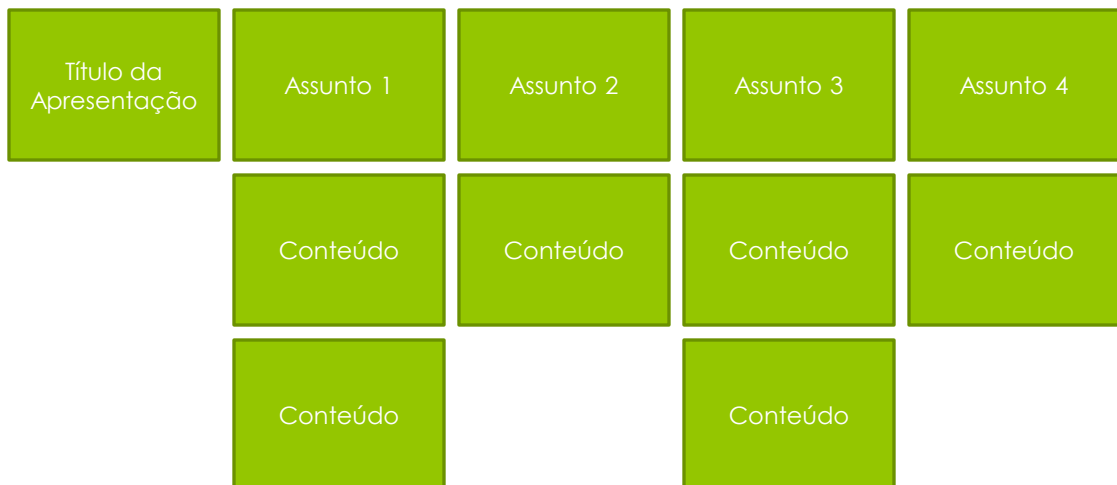 Título da
Apresentação
Assunto 1
Assunto 2
Assunto 3
Assunto 4
Conteúdo
Conteúdo
Conteúdo
Conteúdo
Conteúdo
Conteúdo